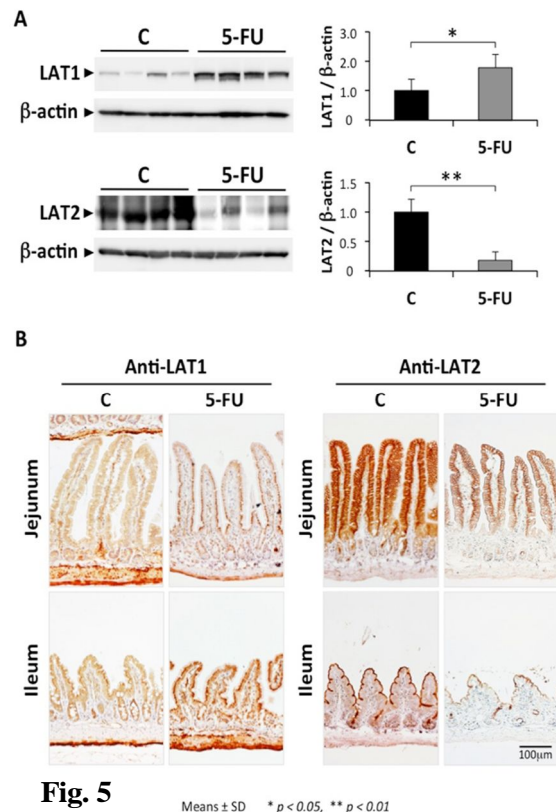 A
C 5-FU
LAT1
β-actin
LAT1 / β-actin
3.0
2.0
1.0
0
*
C 5-FU
C 5-FU
LAT2
β-actin
LAT2 / β-actin
1.5
1.0
0.5
0
**
C 5-FU
B
Anti-LAT1 Anti-LAT2
C 5-FU C 5-FU
Jejunum Jejunum
Ileum Ileum
100μm
Fig. 5
Means ± SD * p < 0.05, ** p < 0.01